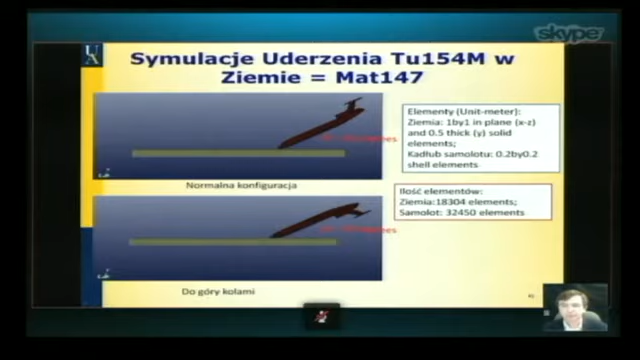 skype
UA
Symulacje Uderzenia Tu154M w
Ziemie = Mat147
Elementy (Unit-meter):
Ziemia: 1by1 in plane (x-z)
and 0.5 thick (y) solid
elements;
Kadłub samolotu: 0.2by0.2
shell elements
Normalna konfiguracja
Ilość elementów:
Ziemia:18304 elements;
Samolot: 32450 elements
Do góry kołami